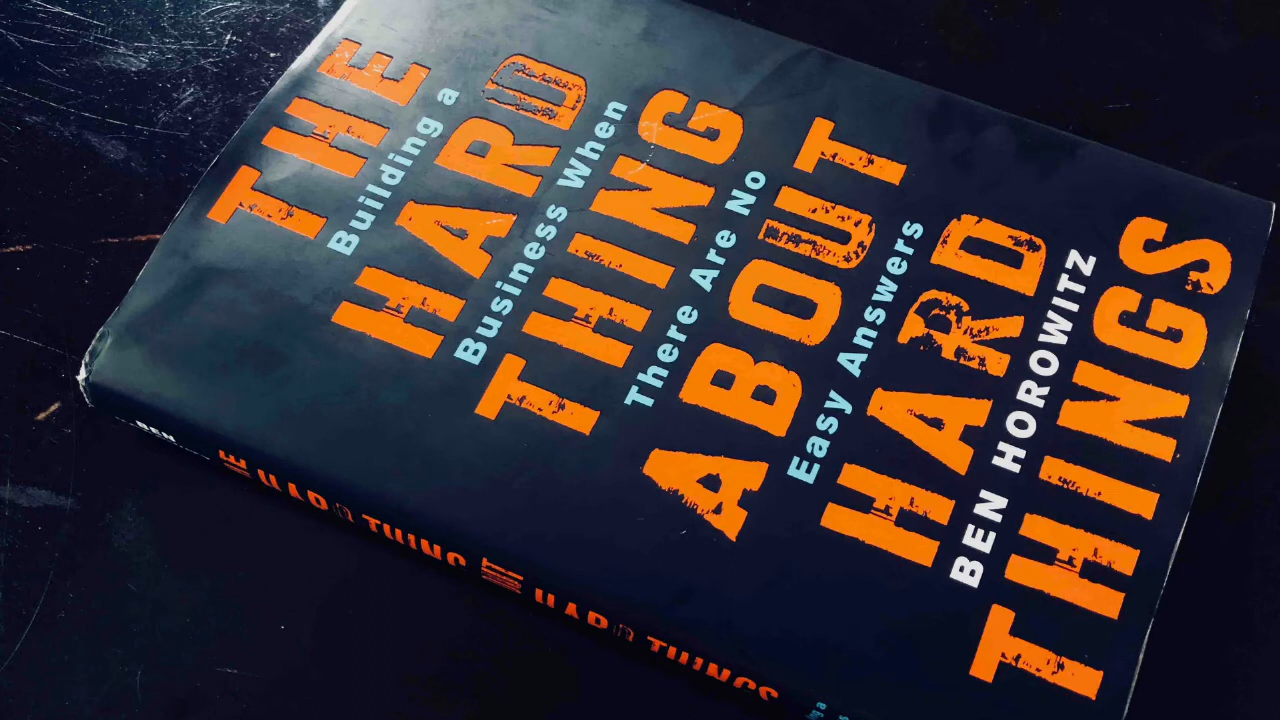 THE
Building a
HARD
Business When
THING
There Are No
ABOUT
Easy Answers
HARD
BEN HOROWITZ
THINGS
BEN
THE HARD THING ABOUT HARD THINGS